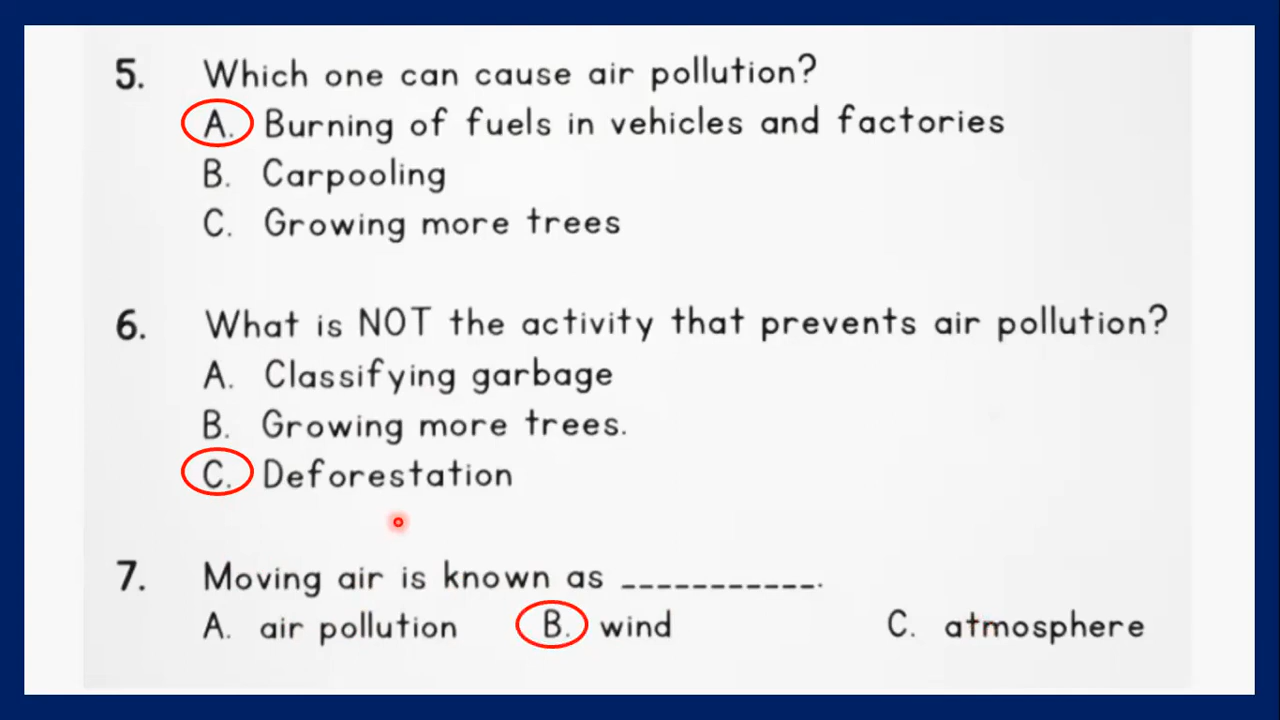 5. Which one can cause air pollution?
A. Burning of fuels in vehicles and factories
B. Carpooling
C. Growing more trees
6. What is NOT the activity that prevents air pollution?
A. Classifying garbage
B. Growing more trees.
C. Deforestation
7. Moving air is known as ___________.
A. air pollution B. wind C. atmosphere